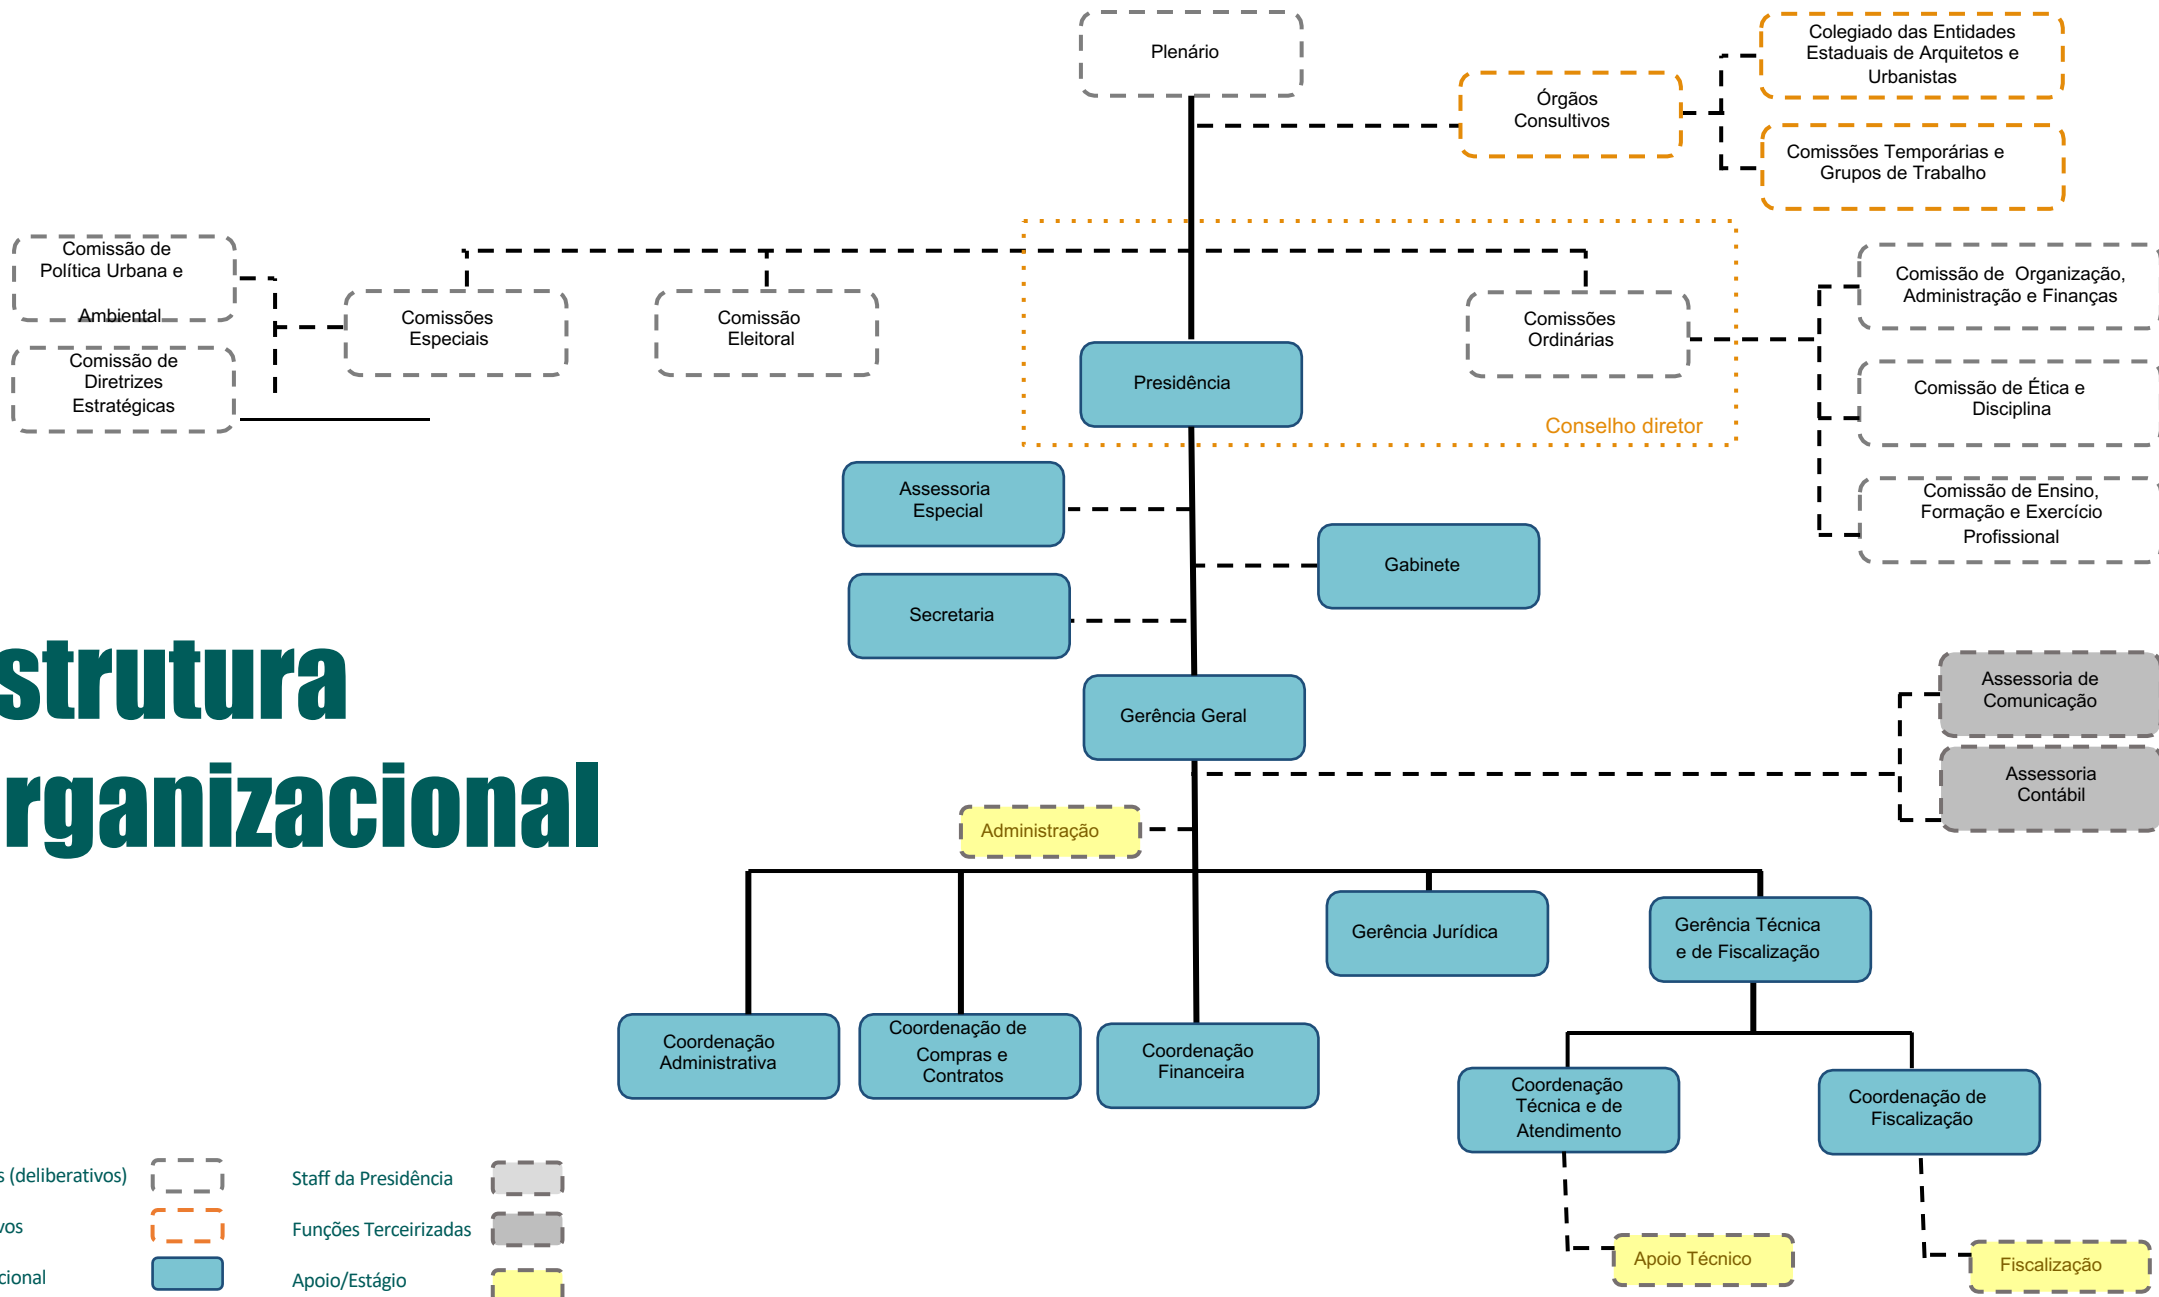 Plenário
Colegiado das Entidades
Estaduais de Arquitetos e
Urbanistas
Órgãos
Consultivos
Comissões Temporárias e
Grupos de Trabalho
Comissão de
Política Urbana e
Ambiental
Comissões
Especiais
Comissão
Eleitoral
Comissões
Ordinárias
Comissão de Organização,
Administração e Finanças
Comissão de
Diretrizes
Estratégicas
Presidência
Conselho diretor
Comissão de Ética e
Disciplina
Comissão de Ensino,
Formação e Exercício
Profissional
Assessoria
Especial
Gabinete
Secretaria
strutura
rganizacional
Gerência Geral
Assessoria de
Comunicação
Assessoria
Contábil
Administração
Gerência Jurídica
Gerência Técnica
e de Fiscalização
Coordenação
Administrativa
Coordenação de
Compras e
Contratos
Coordenação
Financeira
Coordenação
Técnica e de
Atendimento
Coordenação de
Fiscalização
Apoio Técnico
Fiscalização
s (deliberativos)
Staff da Presidência
vos
Funções Terceirizadas
cional
Apoio/Estágio